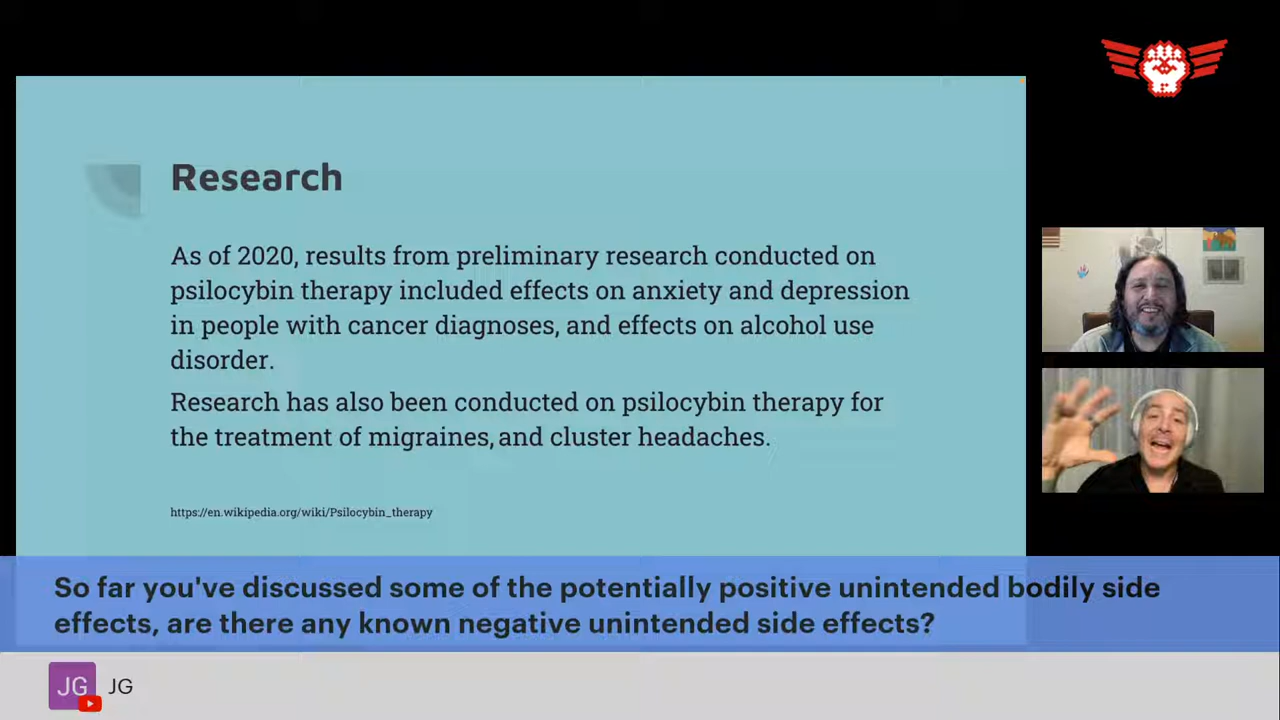 Research
As of 2020, results from preliminary research conducted on
psilocybin therapy included effects on anxiety and depression
in people with cancer diagnoses, and effects on alcohol use
disorder.
Research has also been conducted on psilocybin therapy for
the treatment of migraines, and cluster headaches.
https://en.wikipedia.org/wiki/Psilocybin_therapy
So far you've discussed some of the potentially positive unintended bodily side
effects, are there any known negative unintended side effects?
JG JG